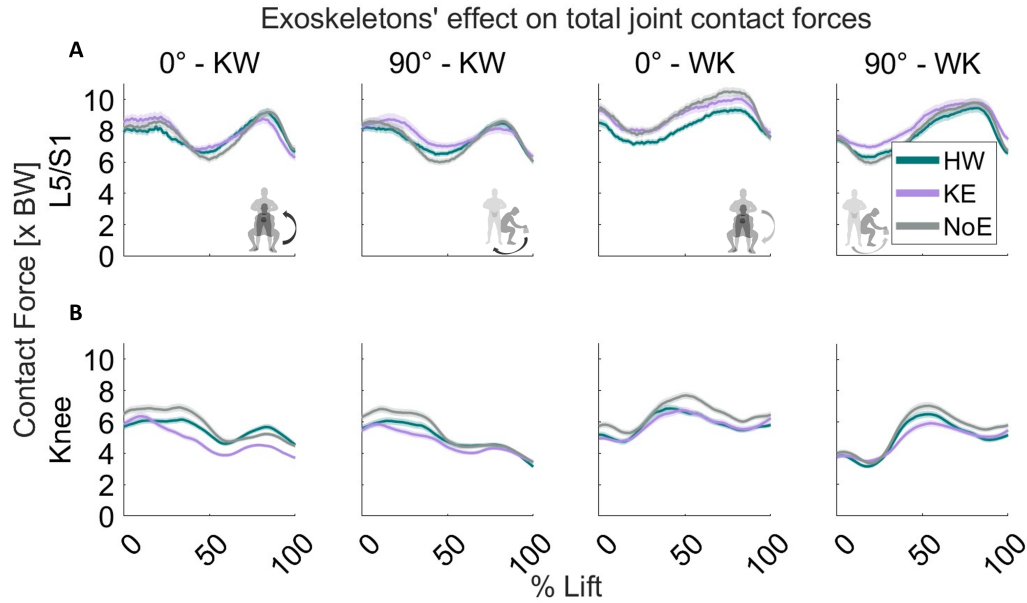 Exoskeletons' effect on total joint contact forces
A
0° - KW
90° - KW
0° - WK
90° - WK
Contact Force [x BW]
L5/S1
10
8
6
4
2
0
HW
KE
NoE
B
Knee
10
8
6
4
2
0
0 50 100
0 50 100
0 50 100
0 50 100
% Lift